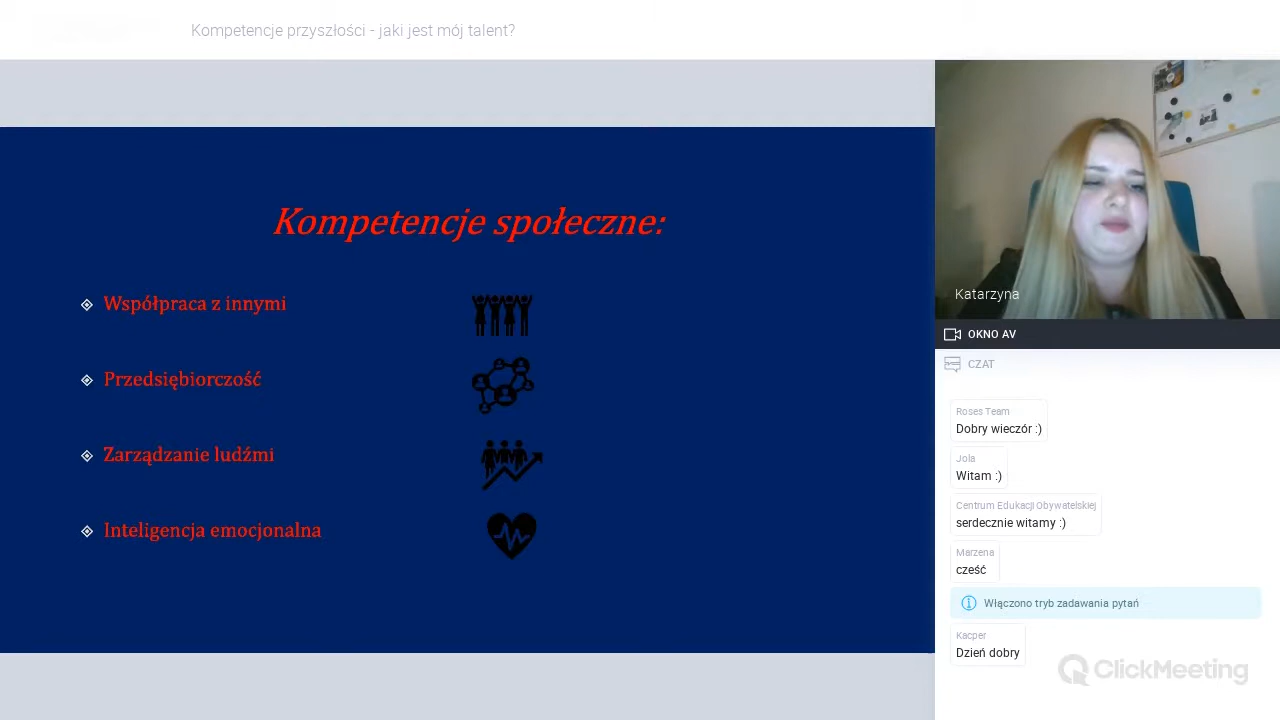 Kompetencje przyszłości - jaki jest mój talent?
Kompetencje społeczne:
Współpraca z innymi
Przedsiębiorczość
Zarządzanie ludźmi
Inteligencja emocjonalna
Katarzyna
OKNO AV
CZAT
Roses Team
Dobry wieczór :)
Jola
Witam :)
Centrum Edukacji Obywatelskiej
serdecznie witamy :)
Marzena
cześć
Włączono tryb zadawania pytań
Kacper
Dzień dobry
ClickMeeting